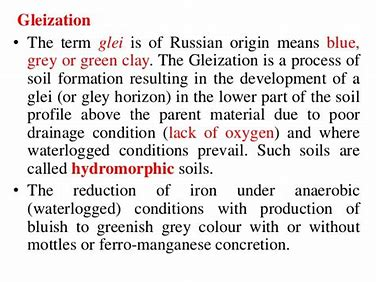 Gleization
• The term glei is of Russian origin means blue,
grey or green clay. The Gleization is a process of
soil formation resulting in the development of a
glei (or gley horizon) in the lower part of the soil
profile above the parent material due to poor
drainage condition (lack of oxygen) and where
waterlogged conditions prevail. Such soils are
called hydromorphic soils.
• The reduction of iron under anaerobic
(waterlogged) conditions with production of
bluish to greenish grey colour with or without
mottles or ferro-manganese concretion.